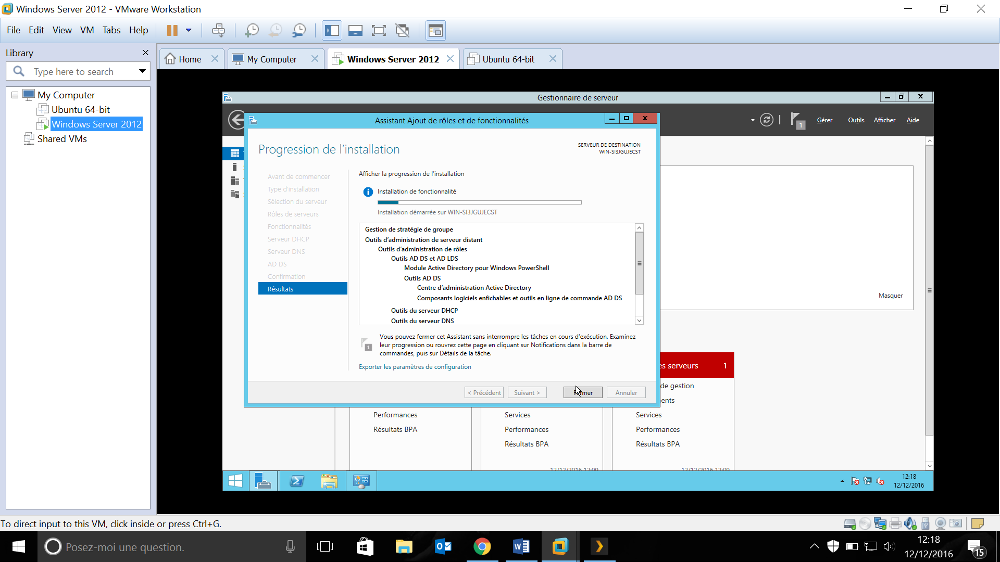 Windows Server 2012 - VMware Workstation
File Edit View VM Tabs Help
Library
Type here to search
My Computer
Ubuntu 64-bit
Windows Server 2012
Shared VMs
Home
My Computer
Windows Server 2012
Ubuntu 64-bit
Gestionnaire de serveur
1
Gérer
Outils
Afficher
Aide
Assistant Ajout de rôles et de fonctionnalités
Progression de l'installation
SERVEUR DE DESTINATION
WIN-SI3JGUJECST
Avant de commencer
Type d'installation
Sélection du serveur
Rôles de serveurs
Fonctionnalités
Serveur DHCP
Serveur DNS
AD DS
Confirmation
Résultats
Afficher la progression de l'installation
Installation de fonctionnalité
Installation démarrée sur WIN-SI3JGUJECST
Gestion de stratégie de groupe
Outils d'administration de serveur distant
Outils d'administration de rôles
Outils AD DS et AD LDS
Module Active Directory pour Windows PowerShell
Outils AD DS
Centre d'administration Active Directory
Composants logiciels enfichables et outils en ligne de commande AD DS
Outils du serveur DHCP
Outils du serveur DNS
1
Vous pouvez fermer cet Assistant sans interrompre les tâches en cours d'exécution. Examinez
leur progression ou rouvrez cette page en cliquant sur Notifications dans la barre de
commandes, puis sur Détails de la tâche.
Exporter les paramètres de configuration
< Précédent
Suivant >
Fermer
Annuler
Masquer
es serveurs 1
de gestion
ents
Performances
Résultats BPA
Services
Performances
Résultats BPA
12/12/2016 12:09
Services
Performances
Résultats BPA
12/12/2016 12:09
12:18
12/12/2016
To direct input to this VM, click inside or press Ctrl+G.
Posez-moi une question.
12:18
12/12/2016
15